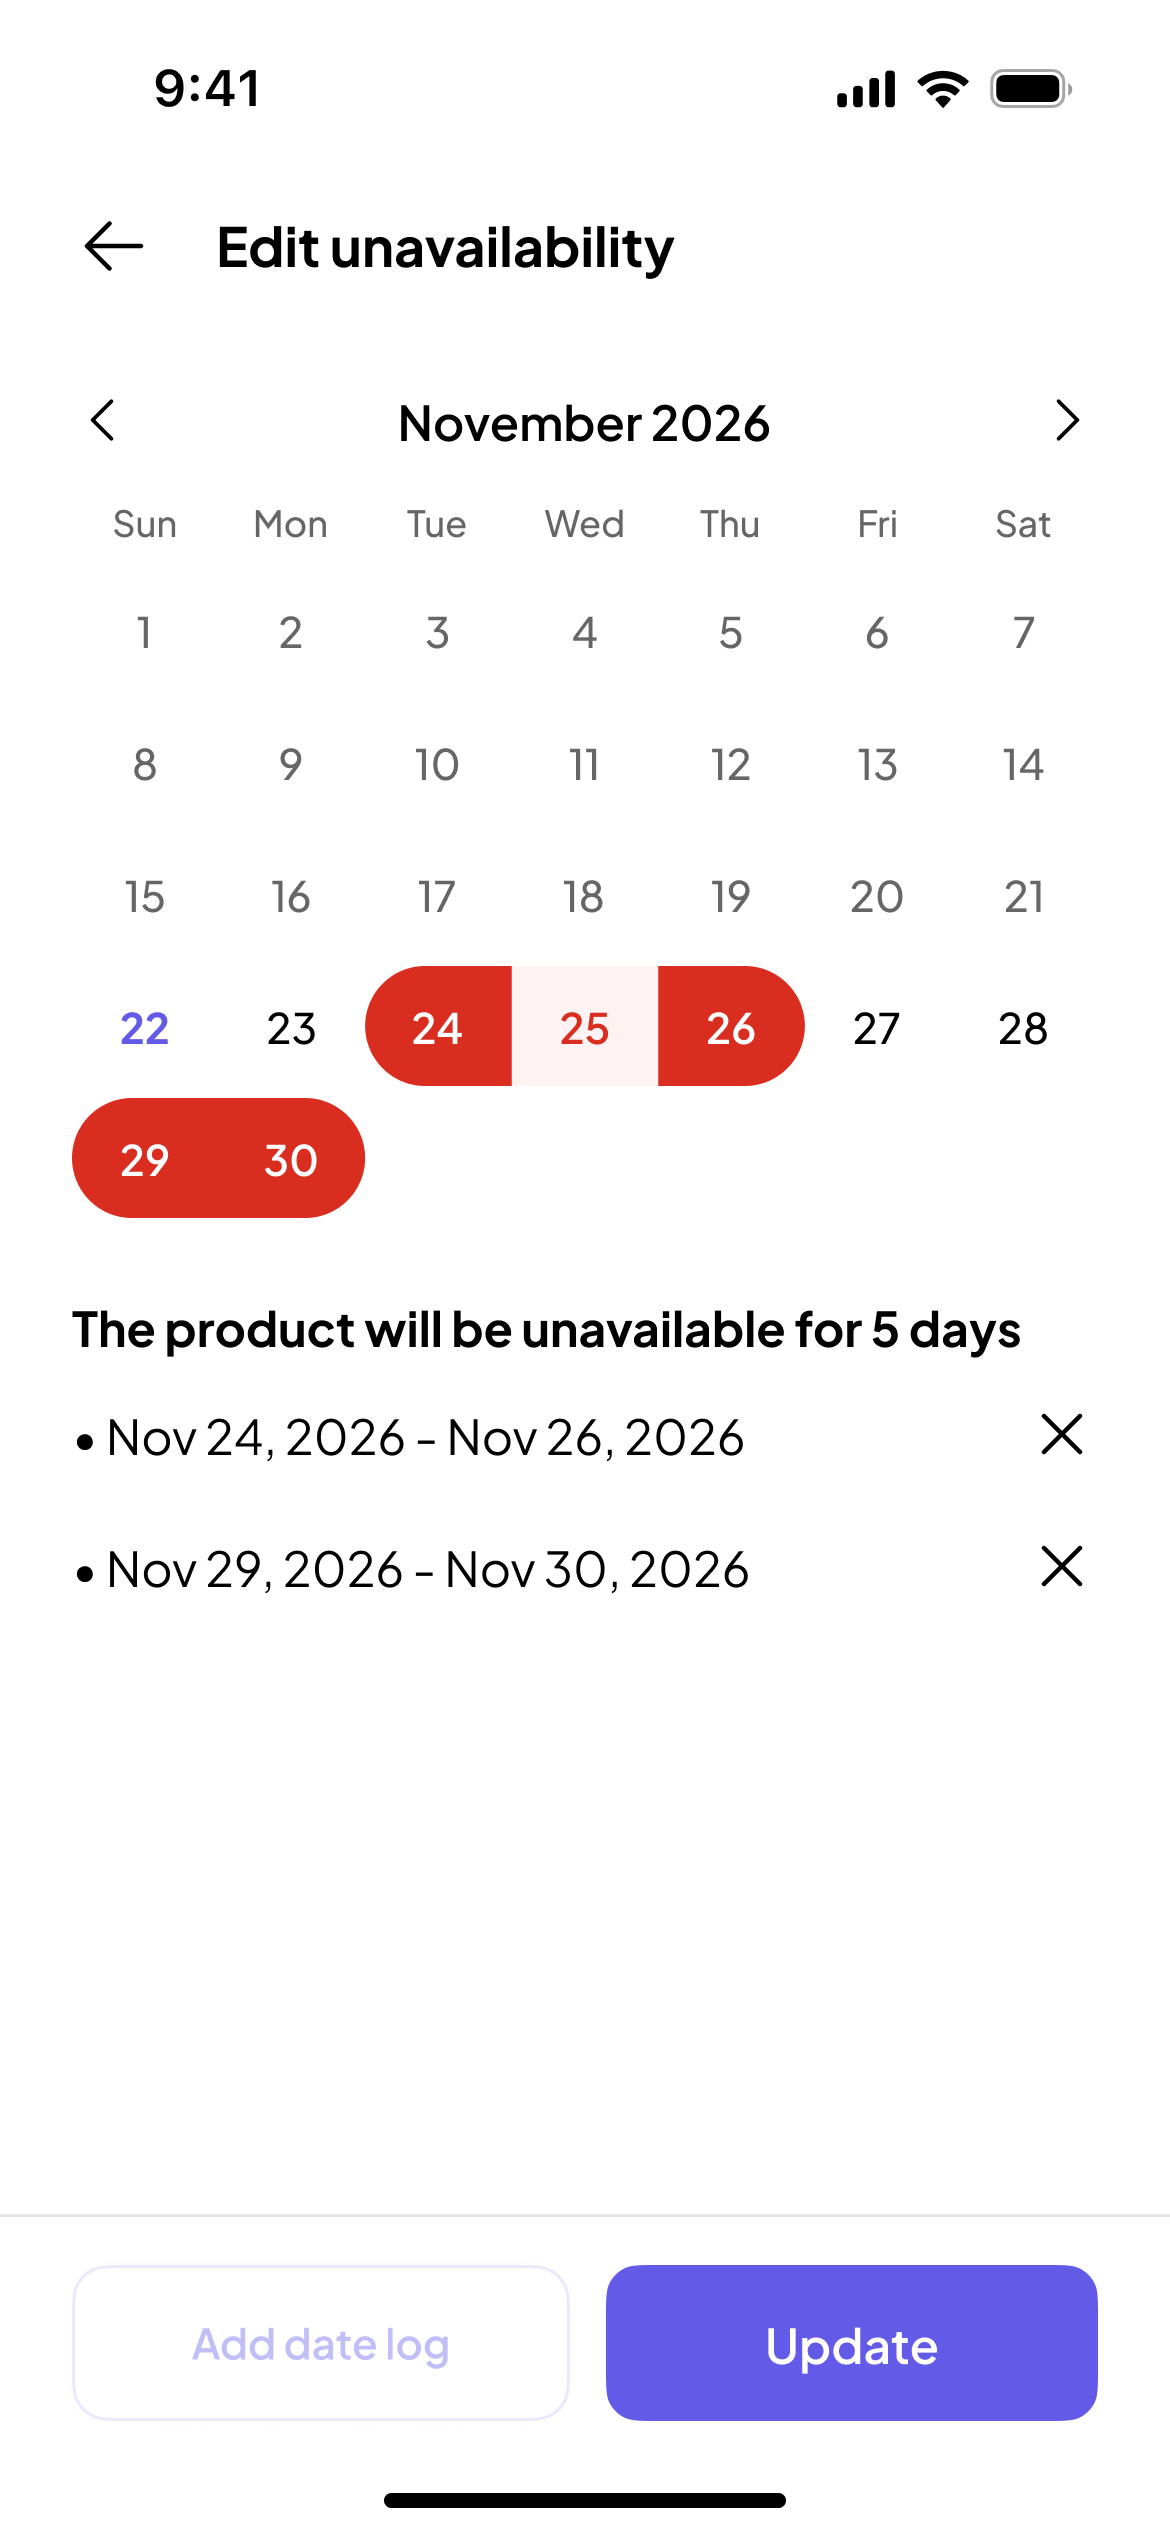 9:41
Edit unavailability
November 2026
Sun Mon Tue Wed Thu Fri Sat
1 2 3 4 5 6 7
8 9 10 11 12 13 14
15 16 17 18 19 20 21
22 23 24 25 26 27 28
29 30
The product will be unavailable for 5 days
• Nov 24, 2026 - Nov 26, 2026
• Nov 29, 2026 - Nov 30, 2026
Add date log Update